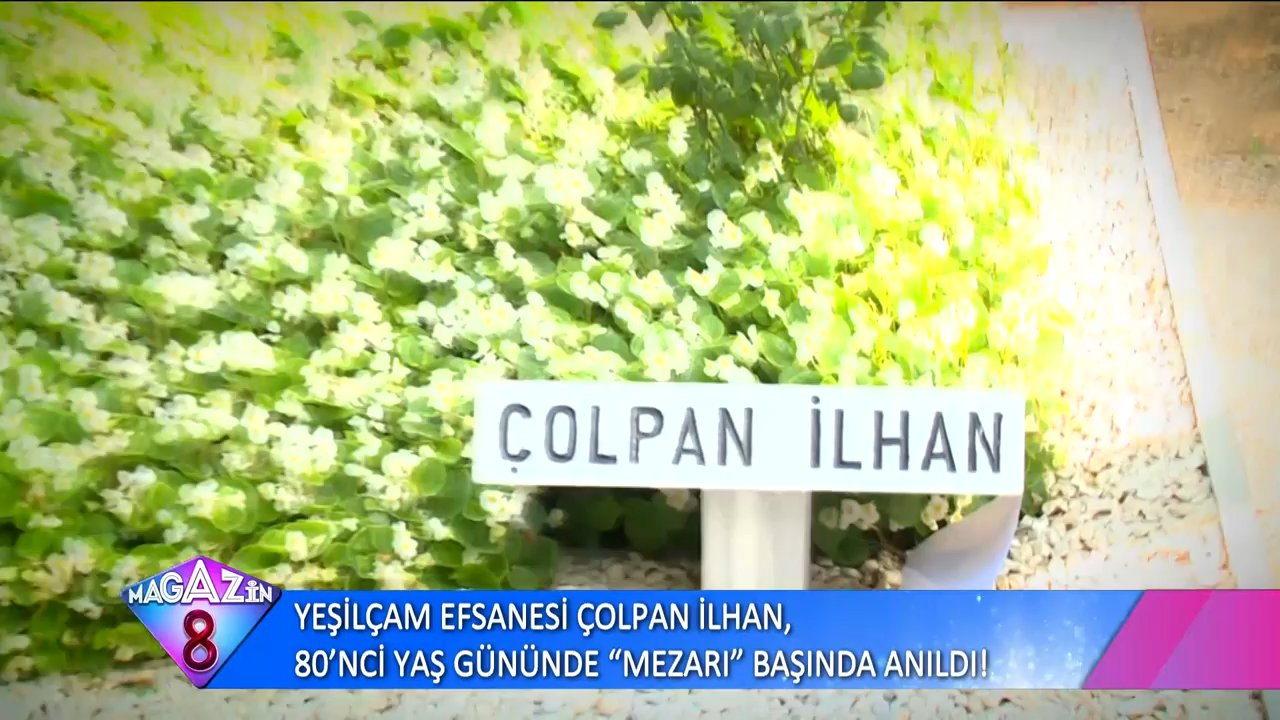 ÇOLPAN İLHAN
MAGAZİN
8
YEŞİLÇAM EFSANESİ ÇOLPAN İLHAN,
80’NCİ YAŞ GÜNÜNDE “MEZARI” BAŞINDA ANILDI!